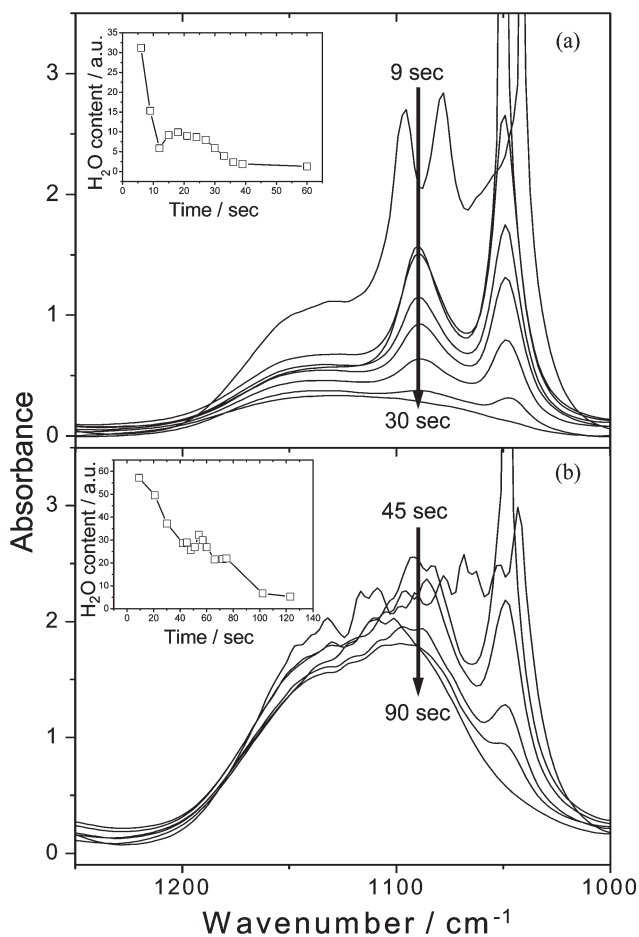 (a)
9 sec
30 sec
3
2
1
0
H2O content / a.u.
35
30
25
20
15
10
5
0
0 10 20 30 40 50 60
Time / sec
Absorbance
(b)
45 sec
90 sec
3
2
1
0
H2O content / a.u.
60
50
40
30
20
10
0
0 20 40 60 80 100 120 140
Time / sec
1200 1100 1000
Wavenumber / cm-1